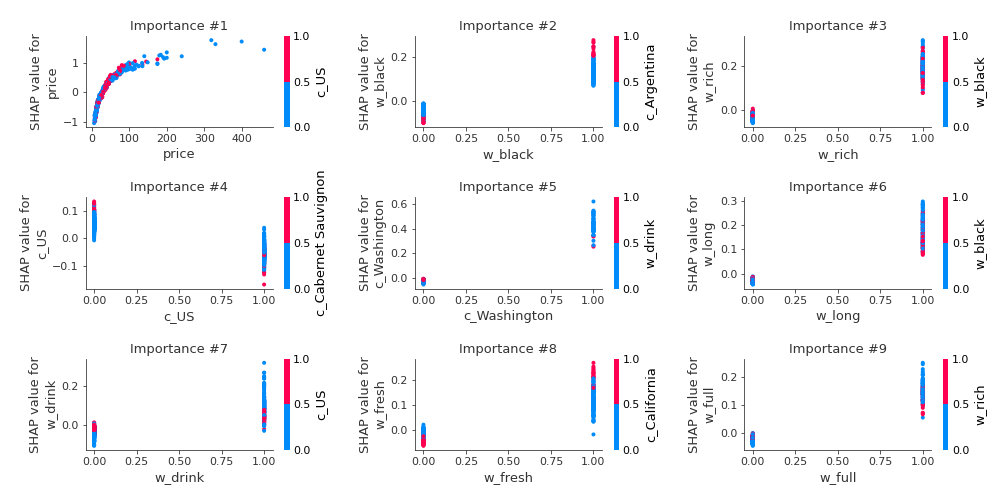 Importance #1
SHAP value for
price
1
0
−1
0
100
200
300
400
price
1.0
0.5
0.0
c_US
Importance #2
SHAP value for
w_black
0.2
0.0
0.00
0.25
0.50
0.75
1.00
w_black
1.0
0.5
0.0
c_Argentina
Importance #3
SHAP value for
w_rich
0.2
0.0
0.00
0.25
0.50
0.75
1.00
w_rich
1.0
0.5
0.0
w_black
Importance #4
SHAP value for
c_US
0.1
0.0
−0.1
0.00
0.25
0.50
0.75
1.00
c_US
1.0
0.5
0.0
c_Cabernet Sauvignon
Importance #5
SHAP value for
c_Washington
0.6
0.4
0.2
0.0
0.00
0.25
0.50
0.75
1.00
c_Washington
1.0
0.5
0.0
w_drink
Importance #6
SHAP value for
w_long
0.3
0.2
0.1
0.0
0.00
0.25
0.50
0.75
1.00
w_long
1.0
0.5
0.0
w_black
Importance #7
SHAP value for
w_drink
0.2
0.0
0.00
0.25
0.50
0.75
1.00
w_drink
1.0
0.5
0.0
c_US
Importance #8
SHAP value for
w_fresh
0.2
0.1
0.0
0.00
0.25
0.50
0.75
1.00
w_fresh
1.0
0.5
0.0
c_California
Importance #9
SHAP value for
w_full
0.2
0.1
0.0
0.00
0.25
0.50
0.75
1.00
w_full
1.0
0.5
0.0
w_rich